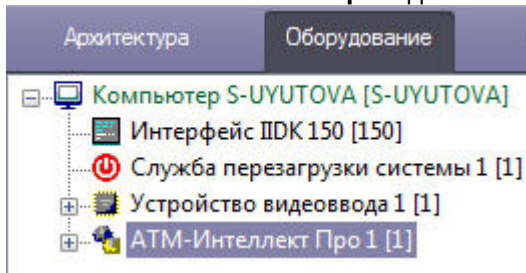 Архитектура Оборудование
Компьютер S-UYUTOVA [S-UYUTOVA]
Интерфейс IIDK 150 [150]
Служба перезагрузки системы 1 [1]
Устройство видеоввода 1 [1]
ATM-Интеллект Про 1 [1]